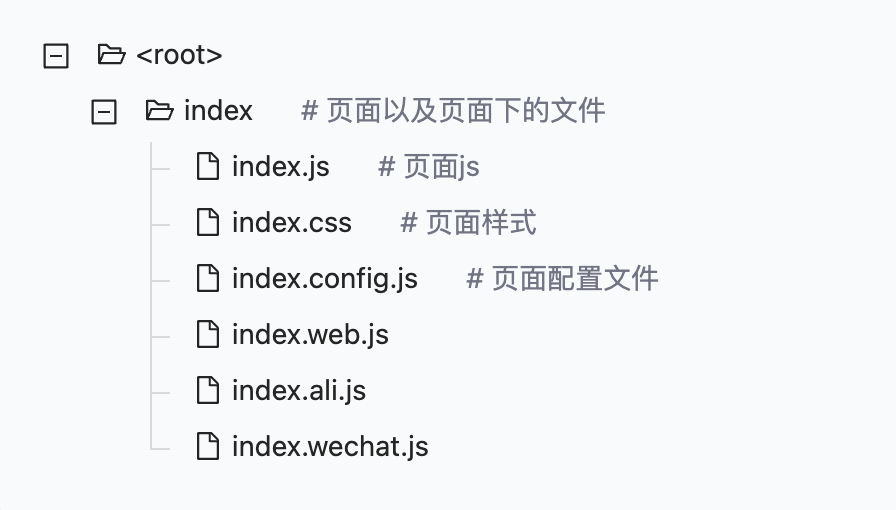 <root>
index # 页面以及页面下的文件
index.js # 页面js
index.css # 页面样式
index.config.js # 页面配置文件
index.web.js
index.ali.js
index.wechat.js